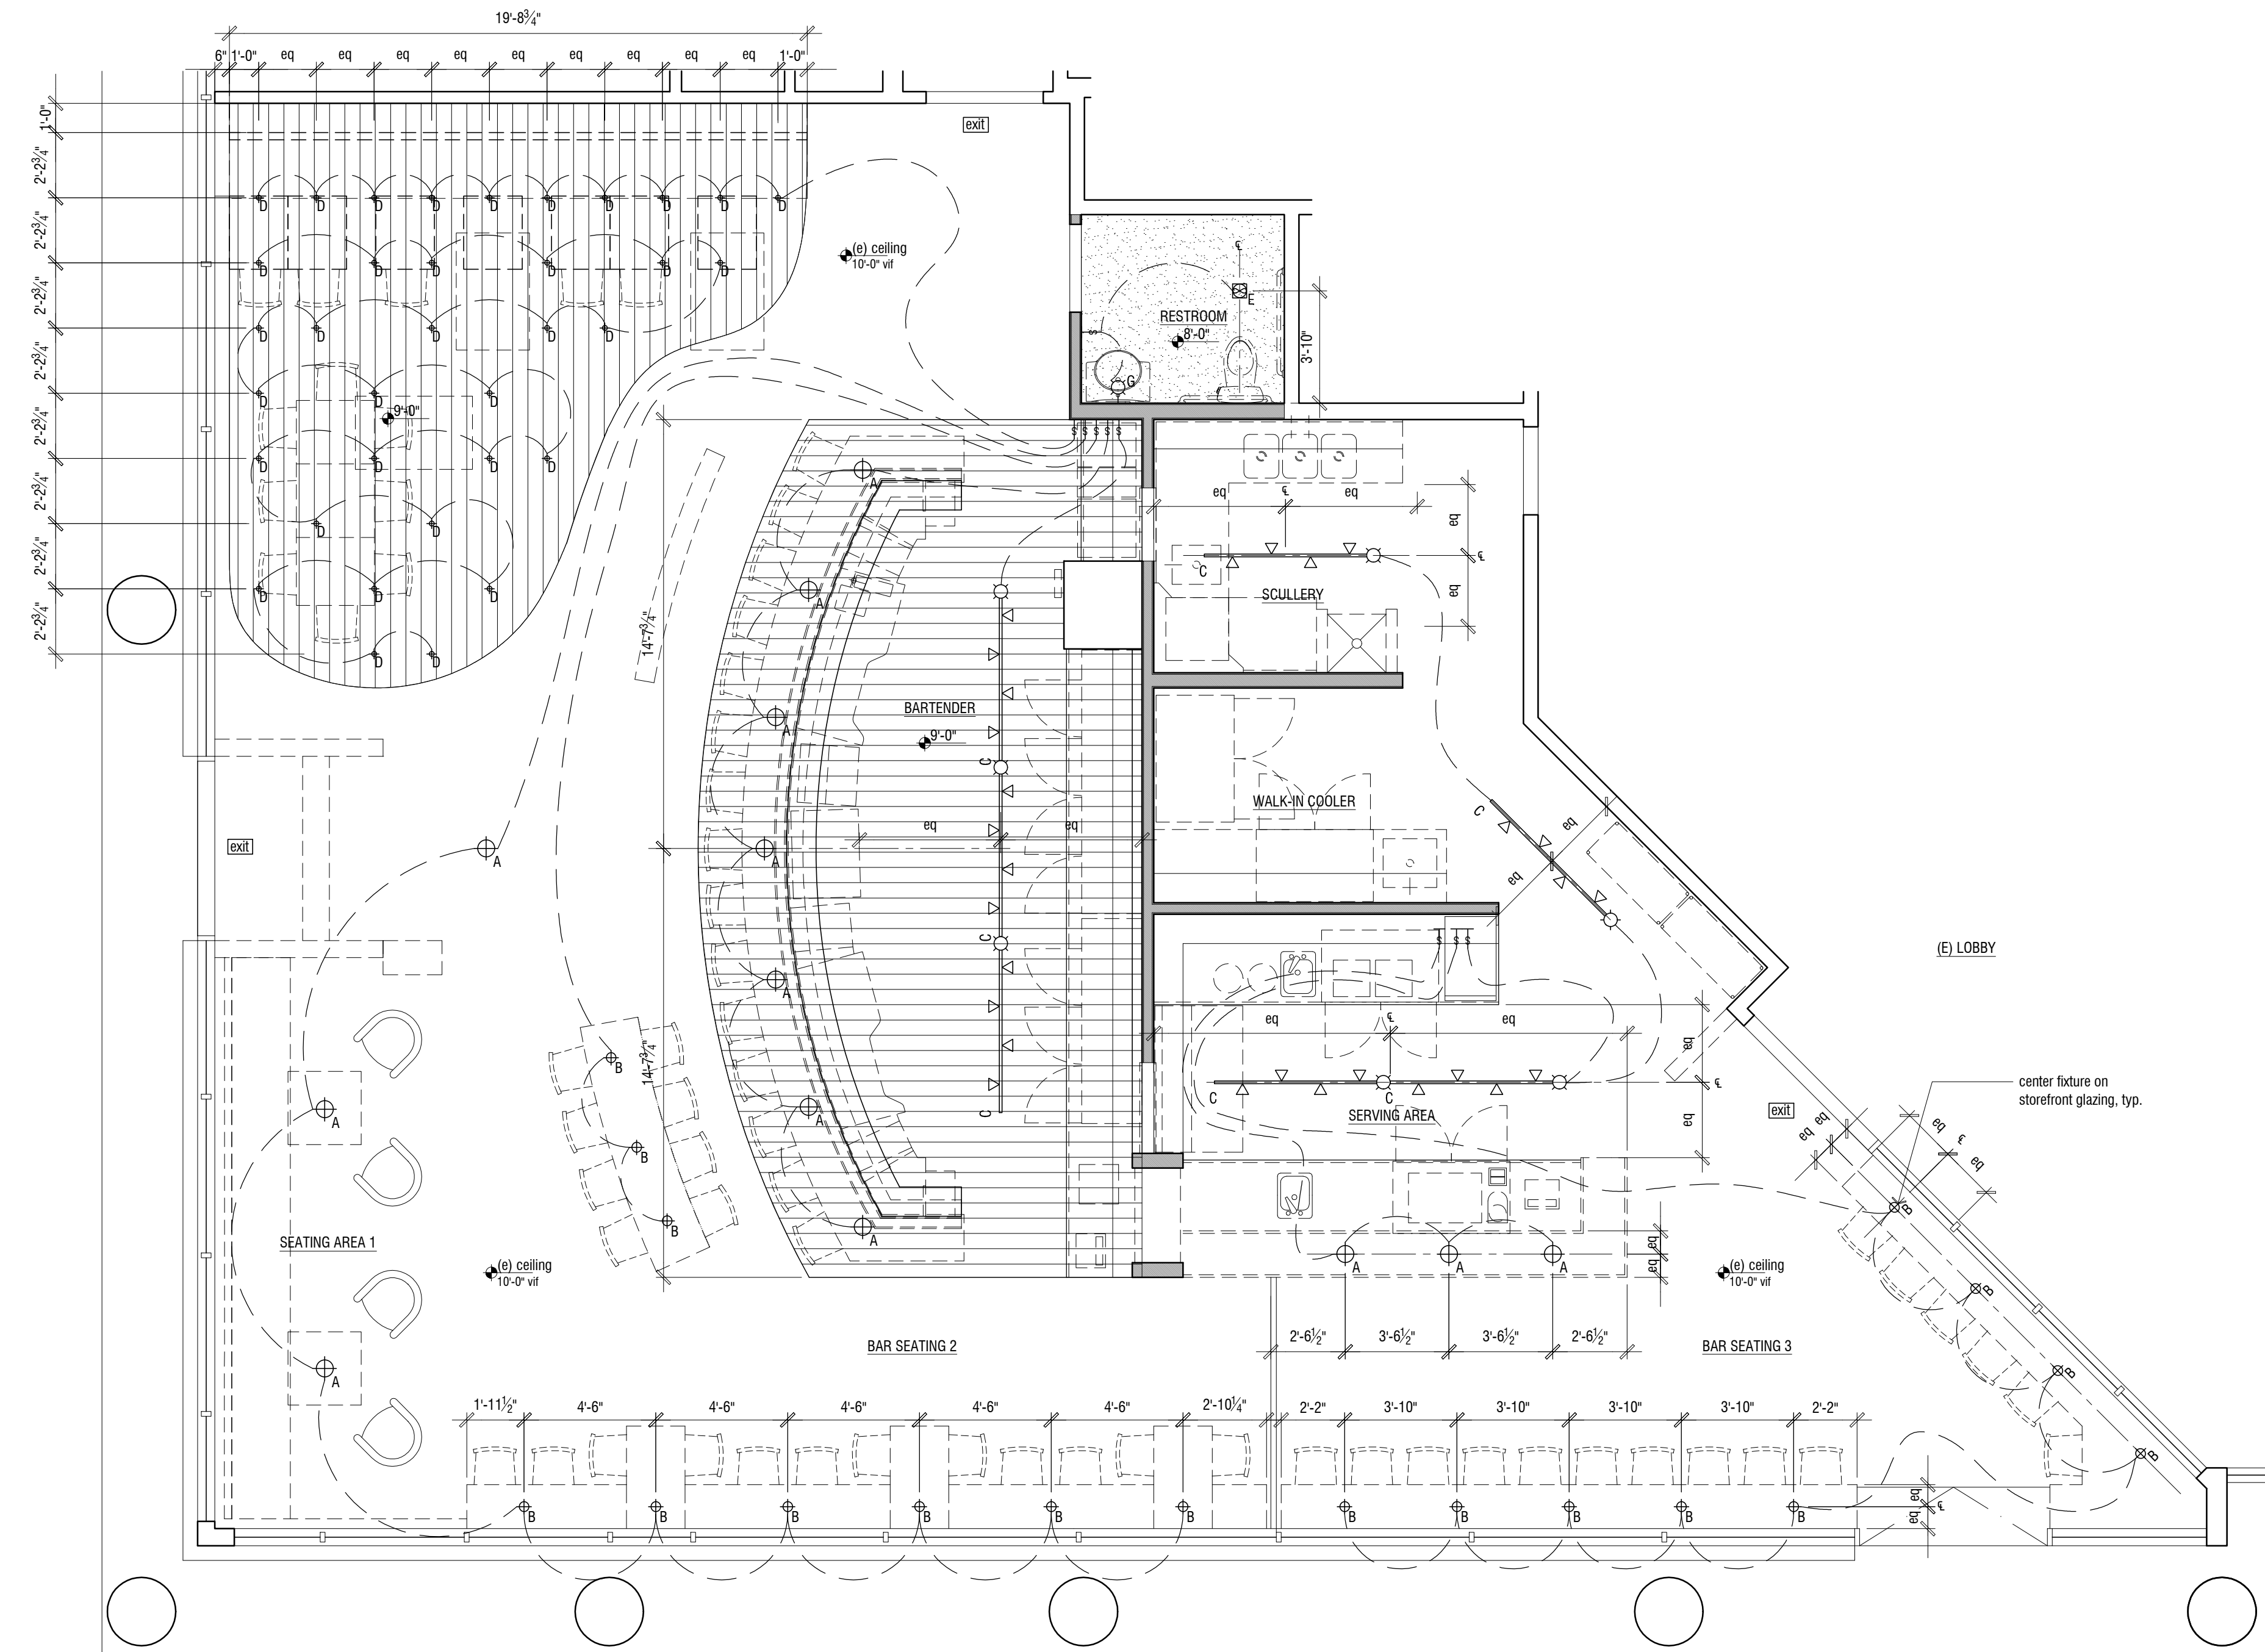 19'-8¾"
6" 1'-0" eq eq eq eq eq eq eq eq eq 1'-0"
1'-0"
2'-2¾"
2'-2¾"
2'-2¾"
2'-2¾"
2'-2¾"
2'-2¾"
2'-2¾"
2'-2¾"
exit
D D D D D D D D D D
(e) ceiling
10'-0" vif
D D D D D D
E
RESTROOM
8'-0"
3'-10"
D D D D D
G
D D D
9'-0"
S S S S S
S
D D D D
A
eq ℄ eq
eq
℄
eq
D D
C
SCULLERY
D D D
A
14'-7¾"
D D
BARTENDER
9'-0"
A
C
WALK-IN COOLER
C
eq
eq
eq eq
exit
A
A
C
S S S
(E) LOBBY
A
eq ℄ eq
eq
℄
eq
B
14'-7¾"
C C
C
SERVING AREA
center fixture on
storefront glazing, typ.
exit
eq eq
eq ℄ eq
A
A
B
B
B
SEATING AREA 1
A
(e) ceiling
10'-0" vif
A A A
eq
eq
(e) ceiling
10'-0" vif
B
2'-6½" 3'-6½" 3'-6½" 2'-6½"
BAR SEATING 2
BAR SEATING 3
A
B
1'-11½" 4'-6" 4'-6" 4'-6" 4'-6" 4'-6" 2'-10¼"
2'-2" 3'-10" 3'-10" 3'-10" 3'-10" 2'-2"
B
eq
℄
eq
B B B B B B
B B B B B